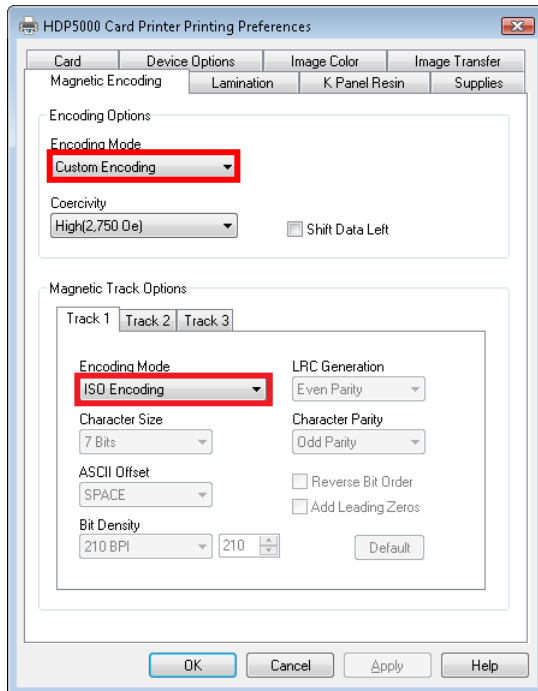 HDP5000 Card Printer Printing Preferences
Card Device Options Image Color Image Transfer
Magnetic Encoding Lamination K Panel Resin Supplies
Encoding Options
Encoding Mode
Custom Encoding
Coercivity
High(2,750 Oe)
Shift Data Left
Magnetic Track Options
Track 1 Track 2 Track 3
Encoding Mode LRC Generation
ISO Encoding Even Parity
Character Size Character Parity
7 Bits Odd Parity
ASCII Offset
SPACE
Reverse Bit Order
Add Leading Zeros
Bit Density
210 BPI 210 Default
OK Cancel Apply Help